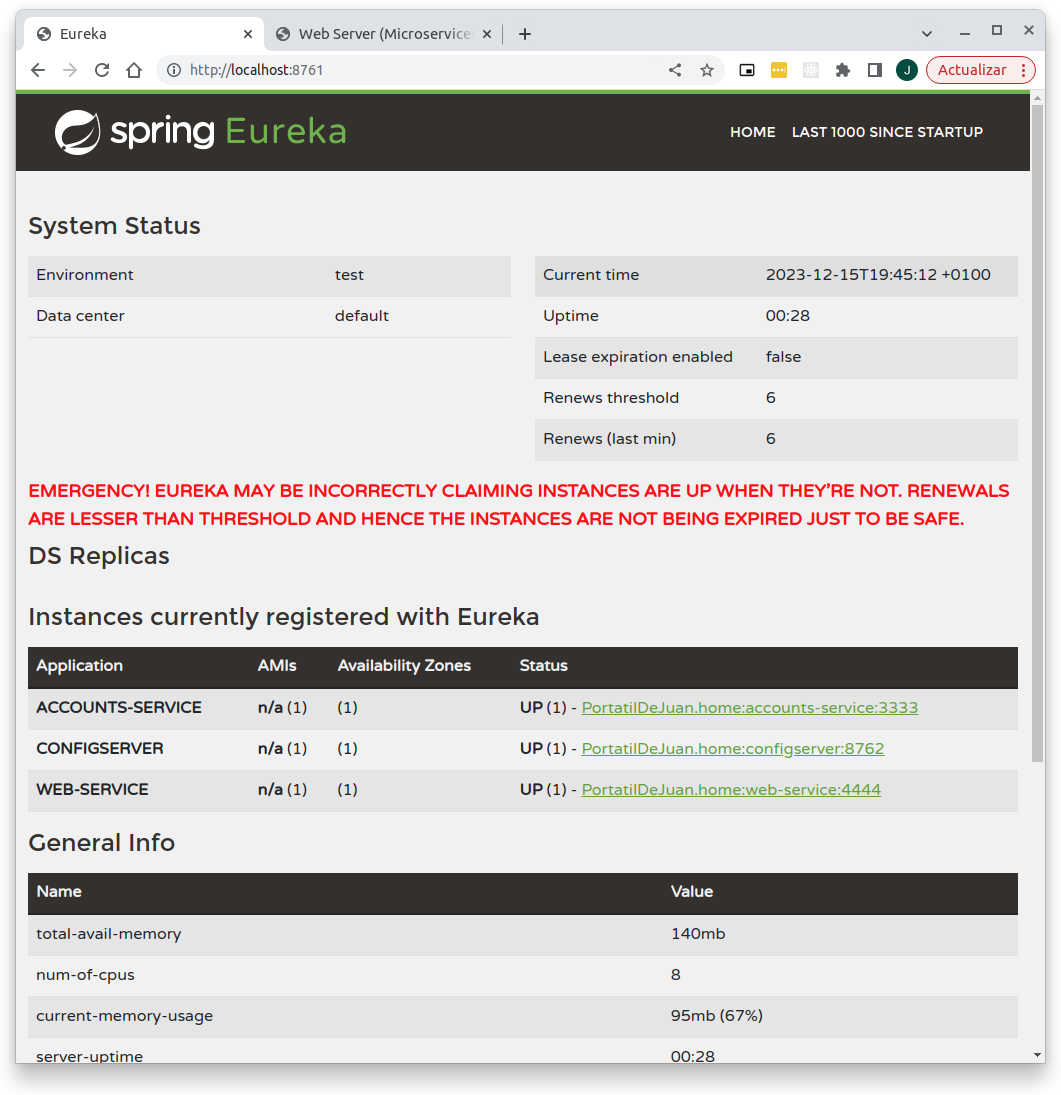 Eureka
Web Server (Microservice
http://localhost:8761
J
Actualizar
spring Eureka
HOME LAST 1000 SINCE STARTUP
System Status
Environment test
Data center default
Current time 2023-12-15T19:45:12 +0100
Uptime 00:28
Lease expiration enabled false
Renews threshold 6
Renews (last min) 6
EMERGENCY! EUREKA MAY BE INCORRECTLY CLAIMING INSTANCES ARE UP WHEN THEY'RE NOT. RENEWALS
ARE LESSER THAN THRESHOLD AND HENCE THE INSTANCES ARE NOT BEING EXPIRED JUST TO BE SAFE.
DS Replicas
Instances currently registered with Eureka
Application AMIs Availability Zones Status
ACCOUNTS-SERVICE n/a (1) (1) UP (1) - PortatilDeJuan.home:accounts-service:3333
CONFIGSERVER n/a (1) (1) UP (1) - PortatilDeJuan.home:configserver:8762
WEB-SERVICE n/a (1) (1) UP (1) - PortatilDeJuan.home:web-service:4444
General Info
Name Value
total-avail-memory 140mb
num-of-cpus 8
current-memory-usage 95mb (67%)
server-uptime 00:28